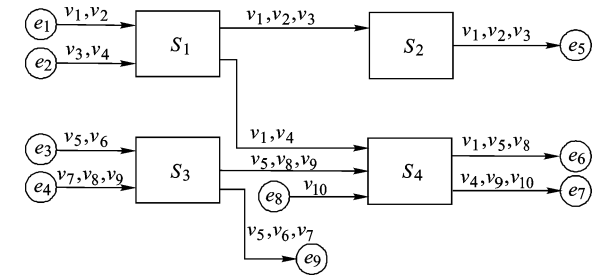 e1 v1,v2 S1 v1,v2,v3 S2 v1,v2,v3 e5
e2 v3,v4
v1,v4
e3 v5,v6 S3 v5,v8,v9 S4 v1,v5,v8 e6
e4 v7,v8,v9 e8 v10 v4,v9,v10 e7
v5,v6,v7
e9